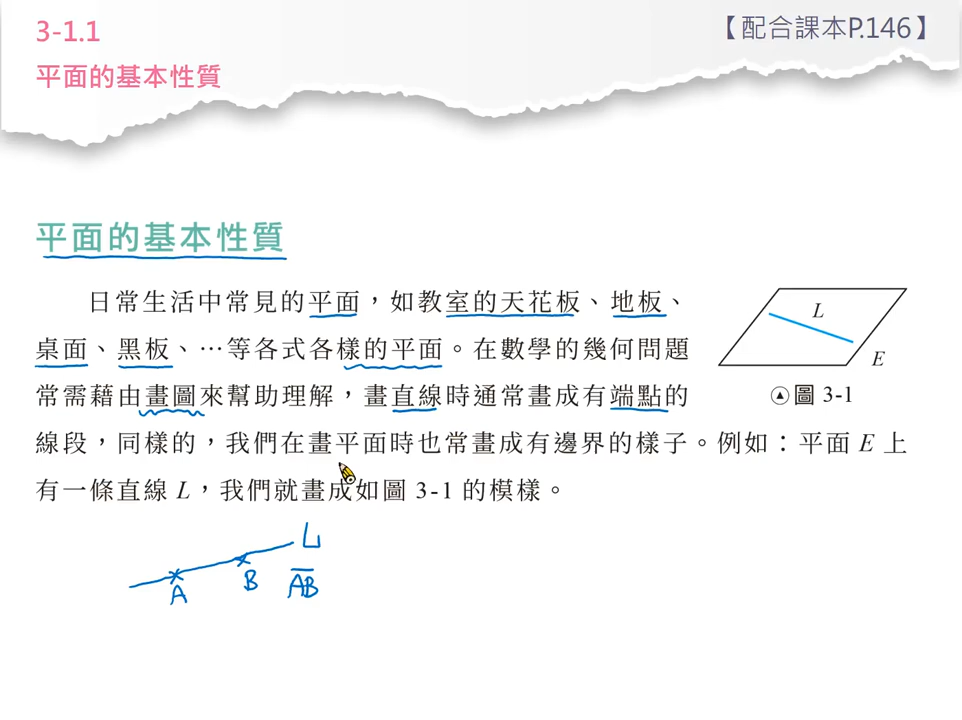 3-1.1
【配合課本P.146】
平面的基本性質
平面的基本性質
日常生活中常見的平面，如教室的天花板、地板、
桌面、黑板、…等各式各樣的平面。在數學的幾何問題
常需藉由畫圖來幫助理解，畫直線時通常畫成有端點的
線段，同樣的，我們在畫平面時也常畫成有邊界的樣子。例如：平面 E 上
有一條直線 L，我們就畫成如圖 3-1 的模樣。
L
E
圖 3-1
L
A
B
A̅B̅